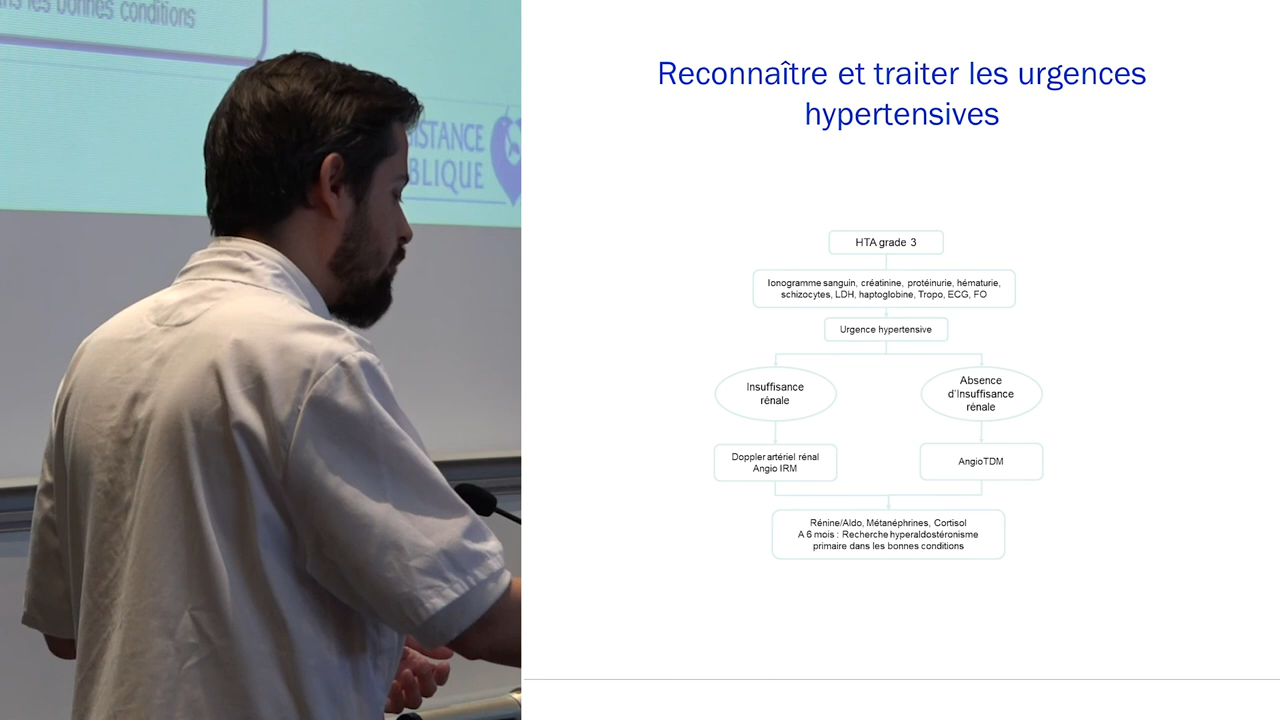 les bonnes conditions
BLIQUE
Reconnaître et traiter les urgences
hypertensives
HTA grade 3
Ionogramme sanguin, créatinine, protéinurie, hématurie,
schizocytes, LDH, haptoglobine, Tropo, ECG, FO
Urgence hypertensive
Insuffisance
rénale
Absence
d'Insuffisance
rénale
Doppler artériel rénal
Angio IRM
AngioTDM
Rénine/Aldo, Métanéphrines, Cortisol
A 6 mois : Recherche hyperaldostéronisme
primaire dans les bonnes conditions